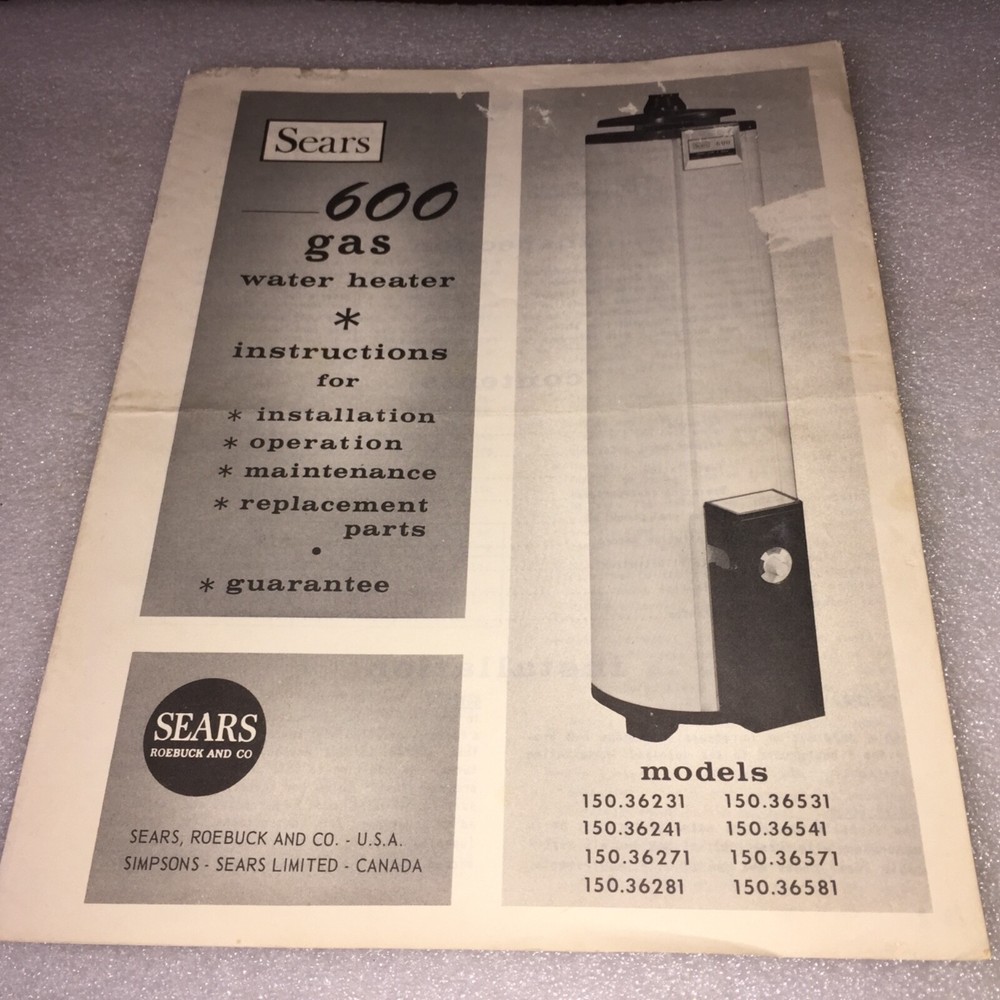 Sears
600
gas
water heater
*
instructions
for
* installation
* operation
* maintenance
* replacement
parts
•
* guarantee
SEARS
ROEBUCK AND CO
SEARS, ROEBUCK AND CO. - U.S.A.
SIMPSONS - SEARS LIMITED - CANADA
models
150.36231 150.36531
150.36241 150.36541
150.36271 150.36571
150.36281 150.36581